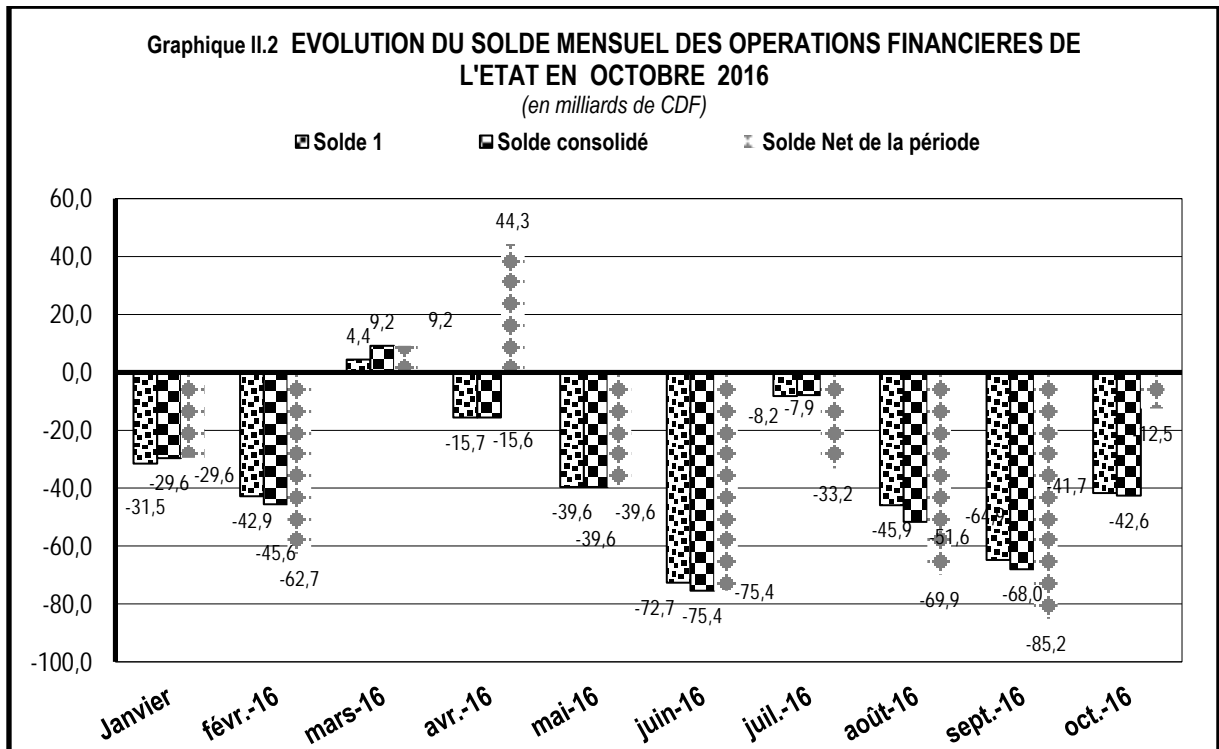 Graphique II.2 EVOLUTION DU SOLDE MENSUEL DES OPERATIONS FINANCIERES DE
L'ETAT EN OCTOBRE 2016
(en milliards de CDF)
Solde 1 Solde consolidé Solde Net de la période
60,0
40,0
20,0
0,0
-20,0
-40,0
-60,0
-80,0
-100,0
-31,5
-29,6
-29,6
-42,9
-45,6
-62,7
4,4
9,2
9,2
-15,7
-15,6
44,3
-39,6
-39,6
-39,6
-72,7
-75,4
-75,4
-8,2
-7,9
-33,2
-45,9
-51,6
-69,9
-64,9
-68,0
-85,2
41,7
-42,6
12,5
Janvier
févr.-16
mars-16
avr.-16
mai-16
juin-16
juil.-16
août-16
sept.-16
oct.-16